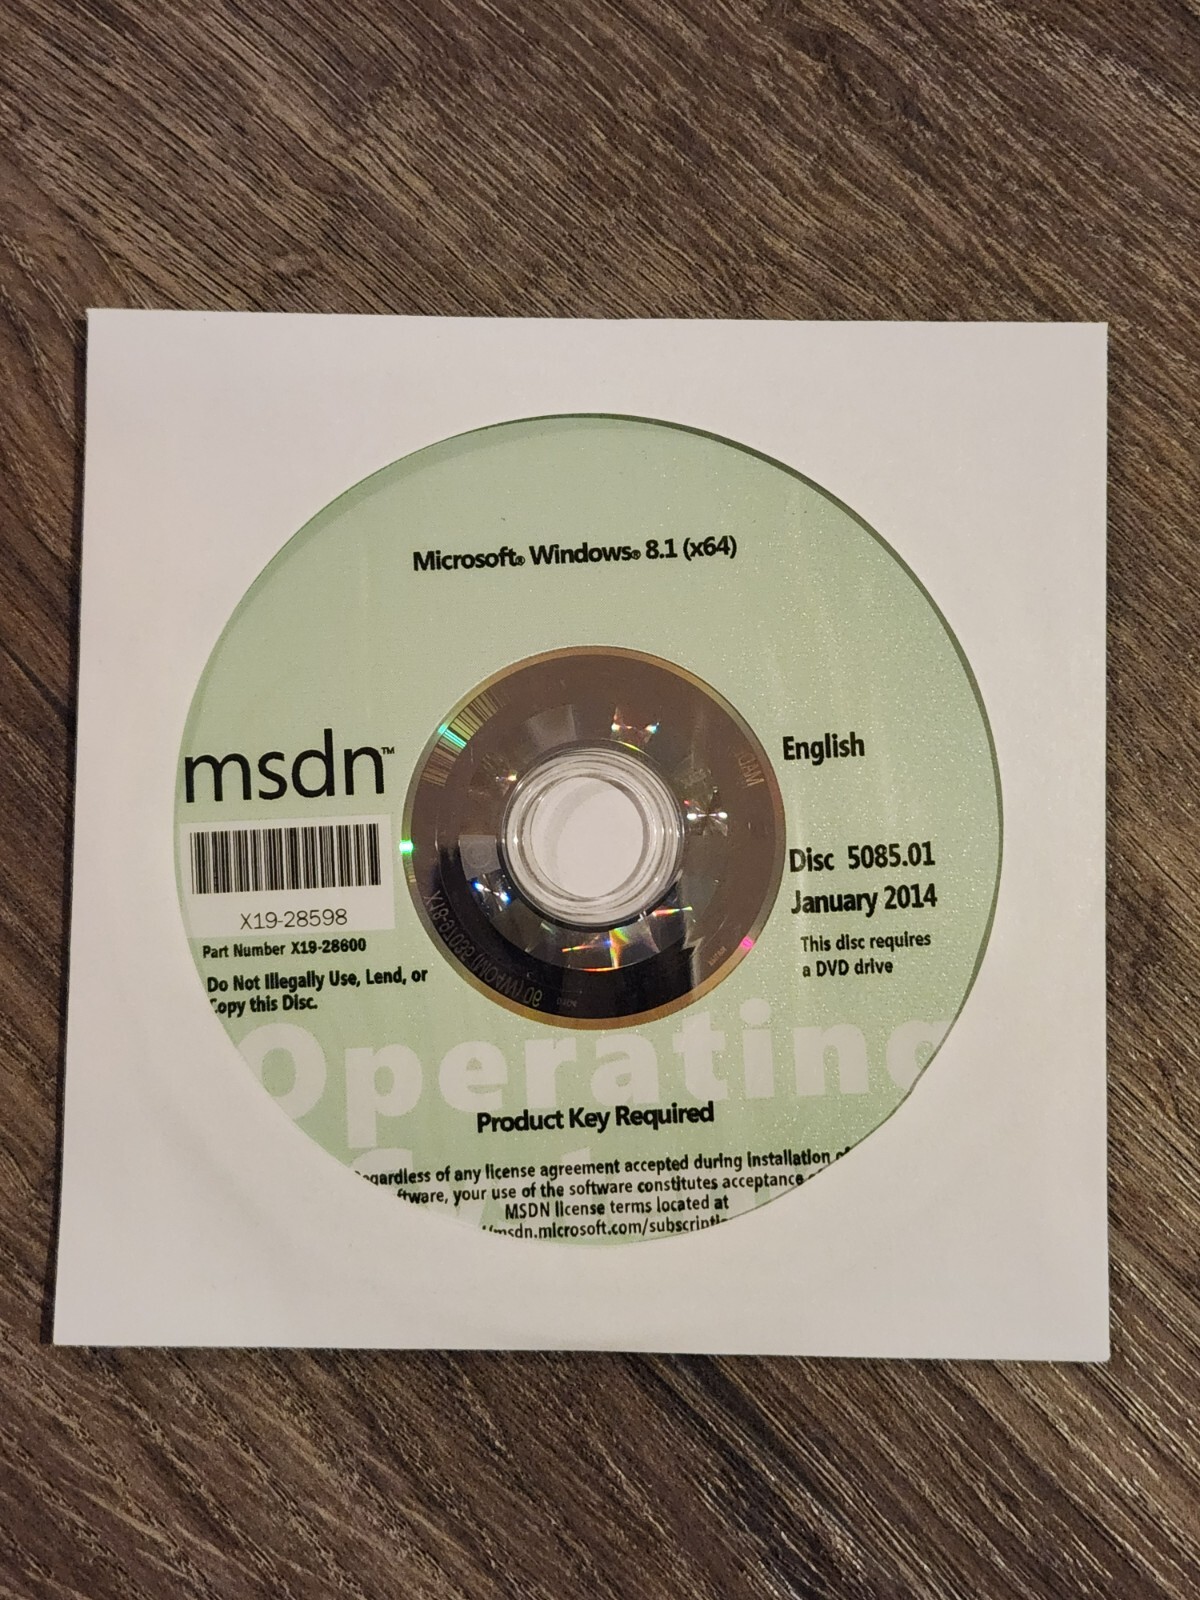 Microsoft® Windows® 8.1 (x64)
msdn™
English
X19-28598
Part Number X19-28600
Do Not Illegally Use, Lend, or
Copy this Disc.
Disc 5085.01
January 2014
This disc requires
a DVD drive
Operating
Product Key Required
egardless of any license agreement accepted during installation of
ftware, your use of the software constitutes acceptance
MSDN license terms located at
//msdn.microsoft.com/subscripti